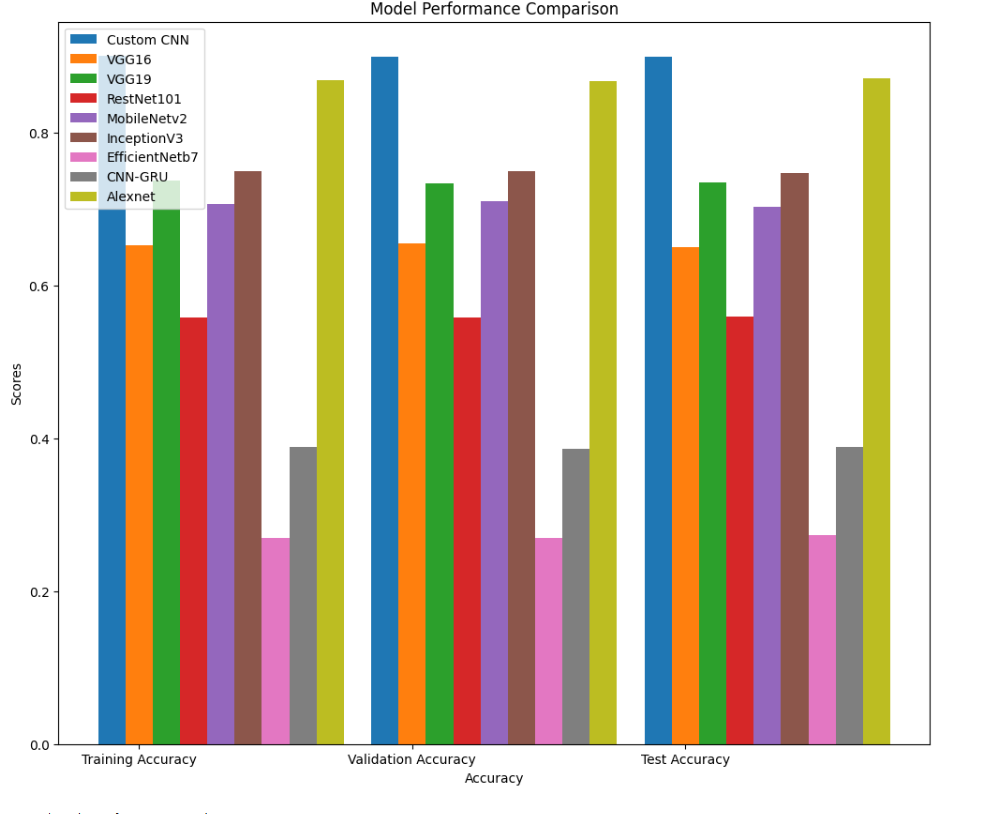 Model Performance Comparison
Custom CNN
VGG16
VGG19
RestNet101
MobileNetv2
InceptionV3
EfficientNetb7
CNN-GRU
Alexnet
0.8
0.6
0.4
0.2
0.0
Scores
Training Accuracy Validation Accuracy Test Accuracy
Accuracy